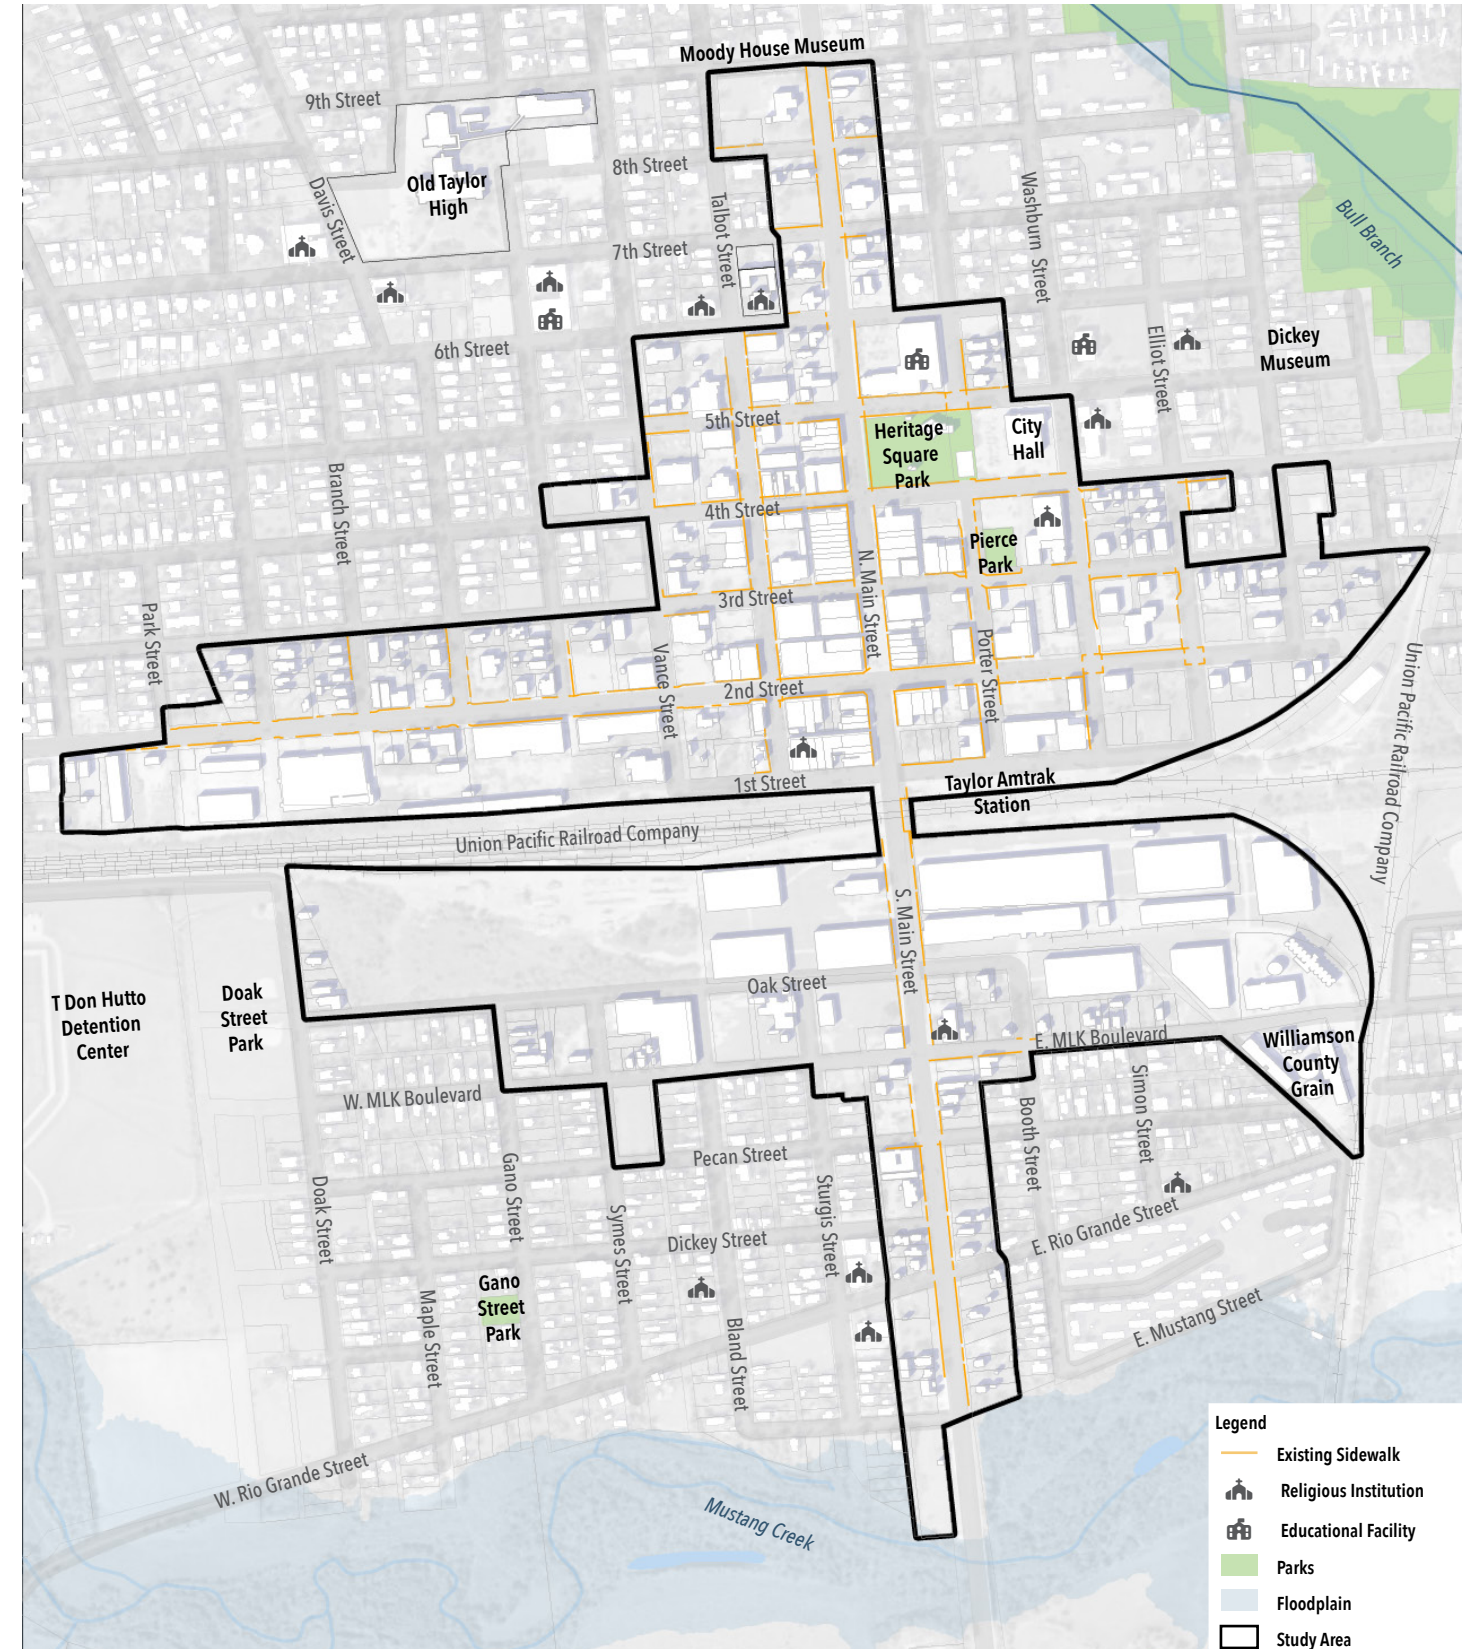 Moody House Museum
9th Street
8th Street
Old Taylor
High
Davis Street
Talbot Street
Washburn Street
Bull Branch
7th Street
6th Street
Elliot Street
Dickey
Museum
5th Street
Heritage
Square
Park
City
Hall
Branch Street
4th Street
Pierce
Park
N. Main Street
3rd Street
Park Street
Vance Street
Porter Street
Union Pacific Railroad Company
2nd Street
1st Street
Taylor Amtrak
Station
Union Pacific Railroad Company
S. Main Street
Oak Street
T Don Hutto
Detention
Center
Doak
Street
Park
E. MLK Boulevard
Williamson
County
Grain
W. MLK Boulevard
Simon Street
Booth Street
Pecan Street
Gano Street
Doak Street
Sturgis Street
Symes Street
Dickey Street
E. Rio Grande Street
Gano
Street
Park
Maple Street
Bland Street
E. Mustang Street
W. Rio Grande Street
Mustang Creek
Legend
Existing Sidewalk
Religious Institution
Educational Facility
Parks
Floodplain
Study Area